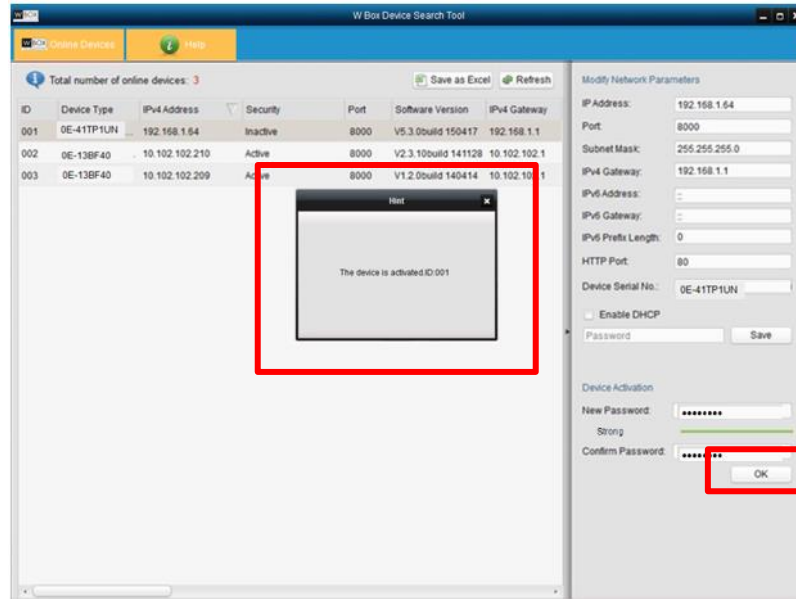 W BOX
W Box Device Search Tool
W BOX Online Devices
i Help
Total number of online devices: 3
Save as Excel
Refresh
ID Device Type IPv4 Address Security Port Software Version IPv4 Gateway
001 0E-41TP1UN ... 192.168.1.64 Inactive 8000 V5.3.0build 150417 192.168.1.1
002 0E-13BF40 . 10.102.102.210 Active 8000 V2.3.10build 141128 10.102.102.1
003 0E-13BF40 10.102.102.209 Active 8000 V1.2.0build 140414 10.102.102.1
Hint
The device is activated.ID:001
Modify Network Parameters
IP Address: 192.168.1.64
Port: 8000
Subnet Mask: 255.255.255.0
IPv4 Gateway: 192.168.1.1
IPv6 Address: ::
IPv6 Gateway: ::
IPv6 Prefix Length: 0
HTTP Port: 80
Device Serial No.: 0E-41TP1UN
Enable DHCP
Password
Save
Device Activation
New Password: ••••••••
Strong
Confirm Password: ••••••••
OK